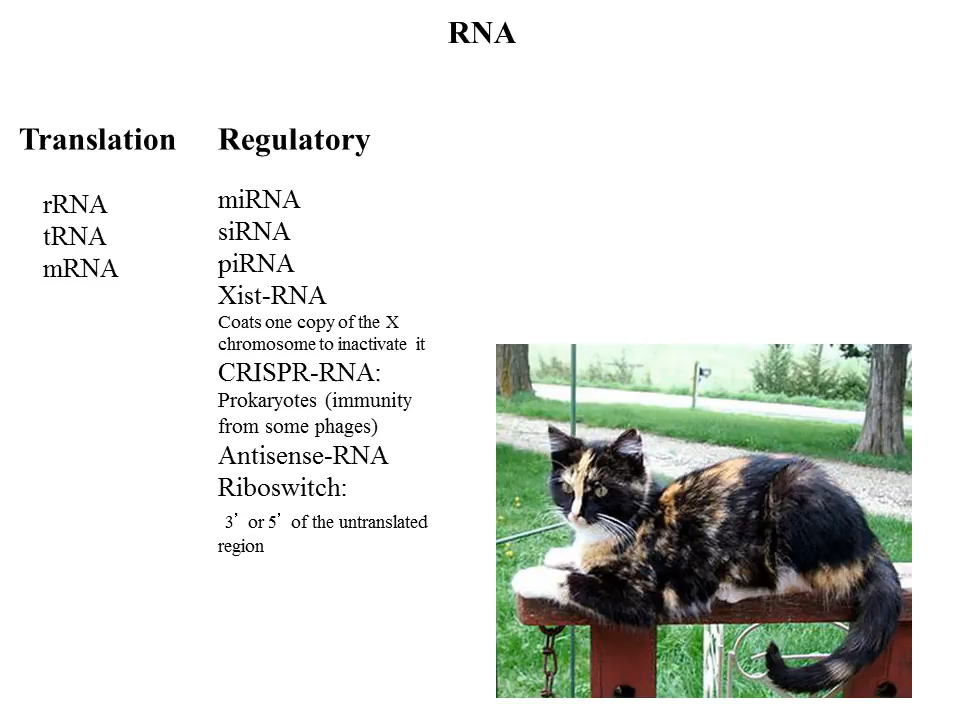 RNA
Translation
rRNA
tRNA
mRNA
Regulatory
miRNA
siRNA
piRNA
Xist-RNA
Coats one copy of the X
chromosome to inactivate it
CRISPR-RNA:
Prokaryotes (immunity
from some phages)
Antisense-RNA
Riboswitch:
3’ or 5’ of the untranslated
region